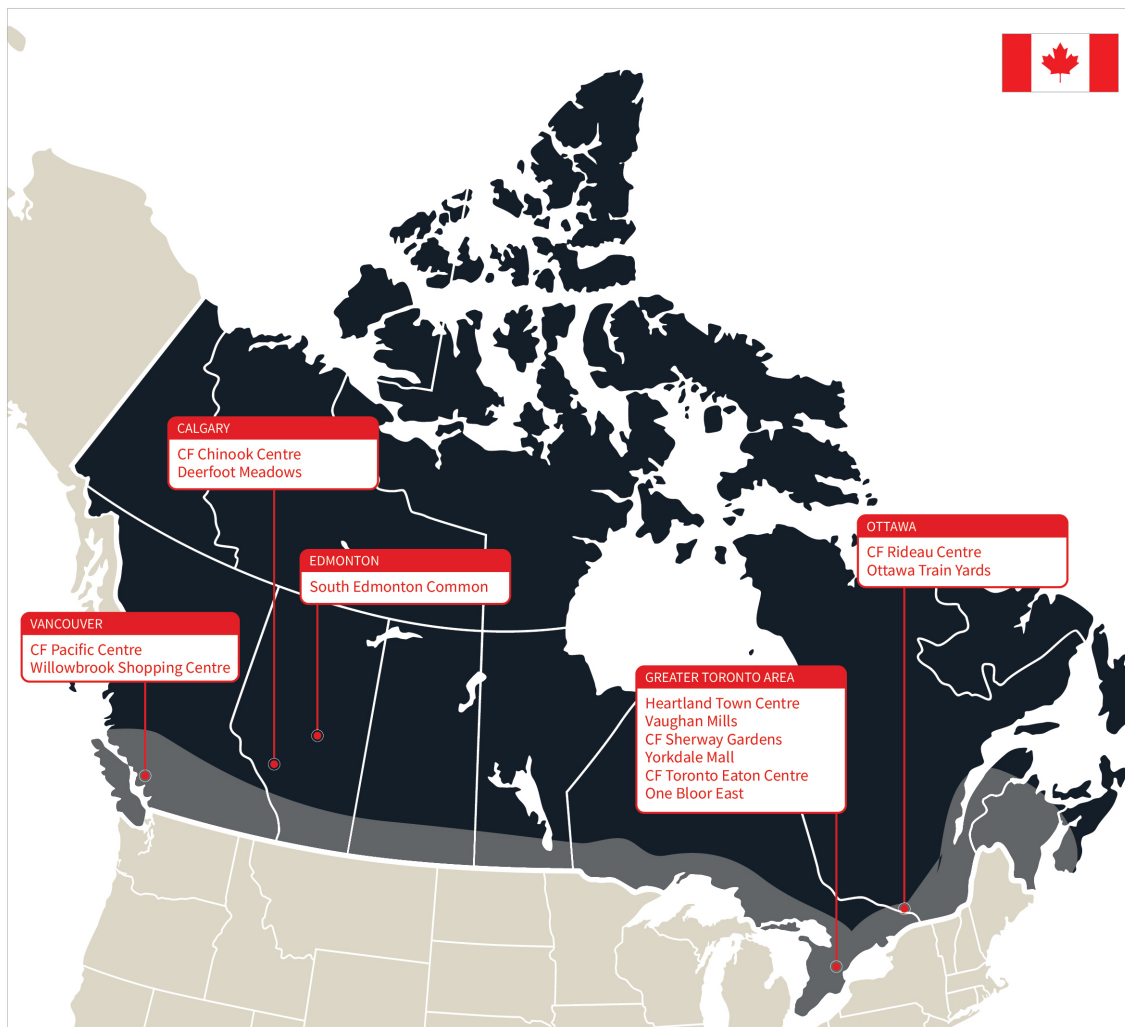 CALGARY
CF Chinook Centre
Deerfoot Meadows
EDMONTON
South Edmonton Common
OTTAWA
CF Rideau Centre
Ottawa Train Yards
VANCOUVER
CF Pacific Centre
Willowbrook Shopping Centre
GREATER TORONTO AREA
Heartland Town Centre
Vaughan Mills
CF Sherway Gardens
Yorkdale Mall
CF Toronto Eaton Centre
One Bloor East